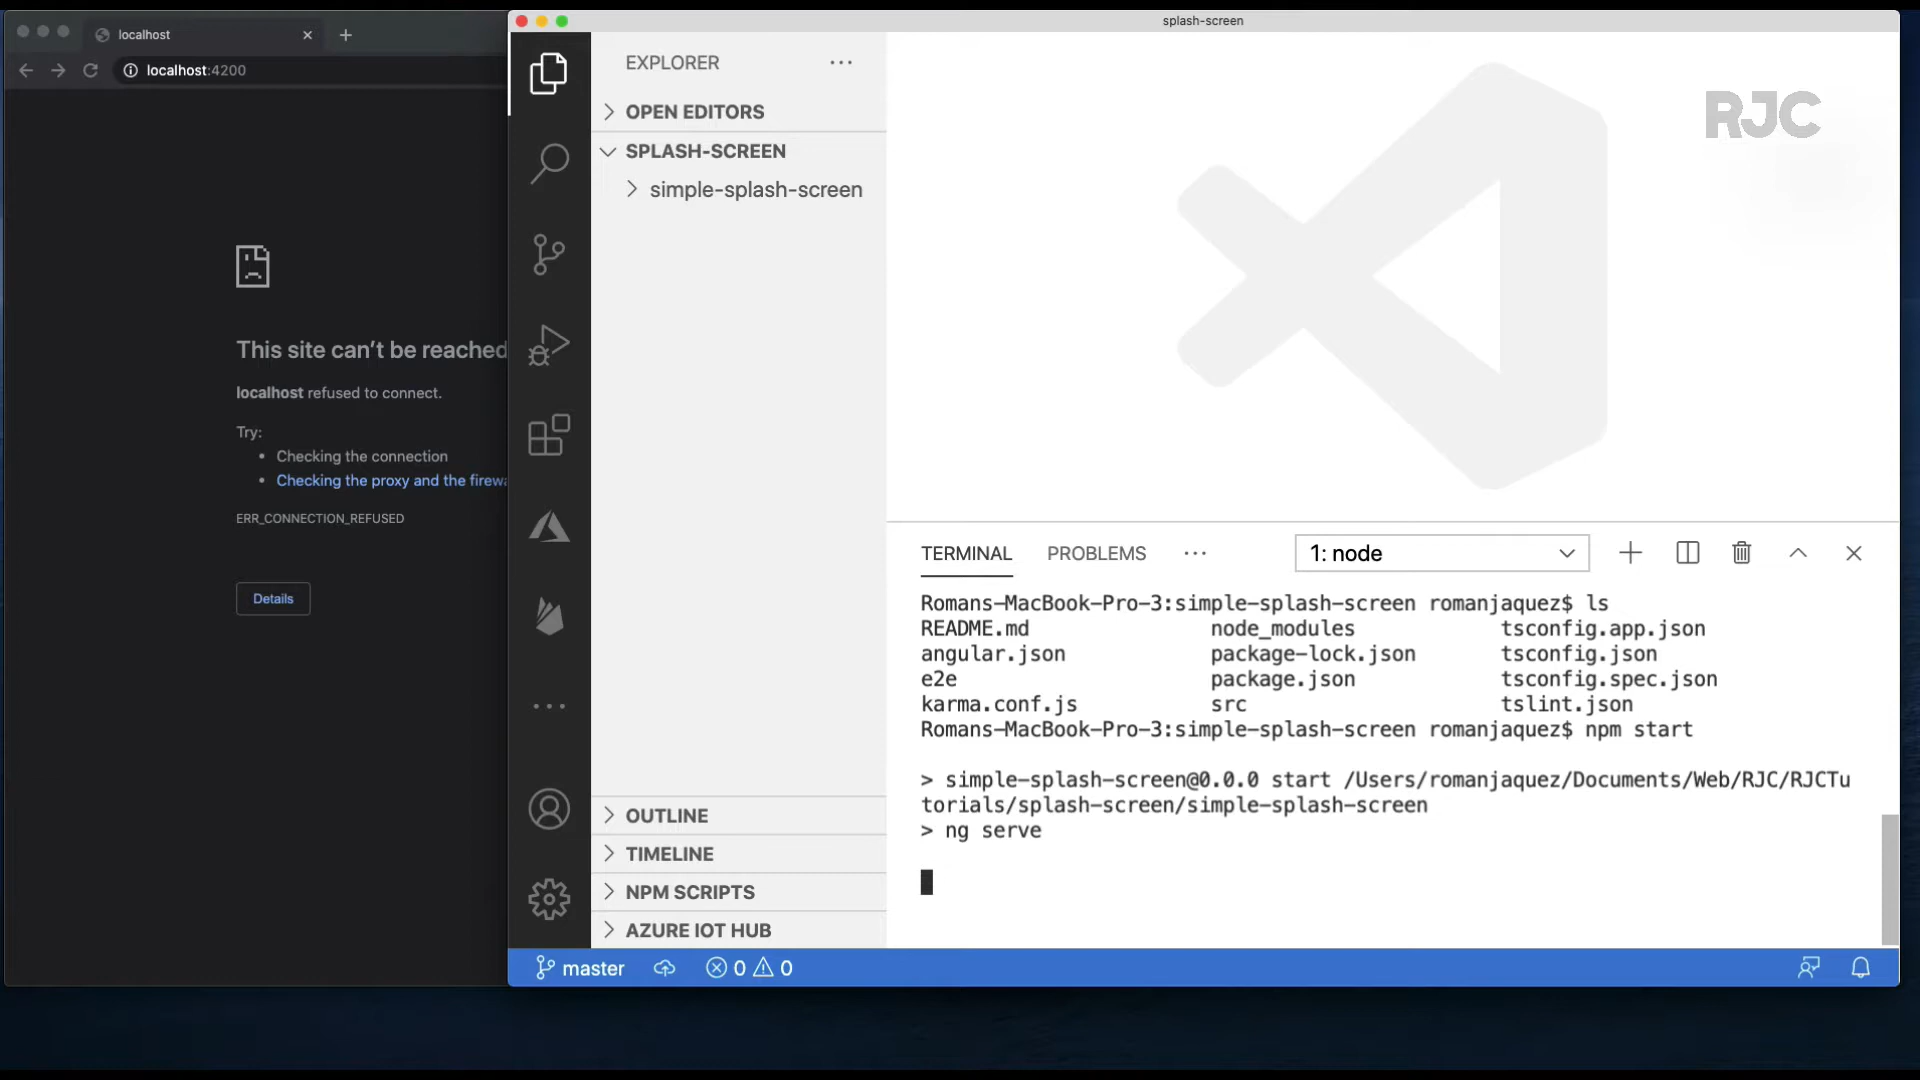 localhost
localhost:4200
This site can't be reached
localhost refused to connect.
Try:
Checking the connection
Checking the proxy and the
ERR_CONNECTION_REFUSED
Details
splash-screen
EXPLORER
OPEN EDITORS
SPLASH-SCREEN
simple-splash-screen
OUTLINE
TIMELINE
NPM SCRIPTS
AZURE IOT HUB
RJC
TERMINAL PROBLEMS 1: node
Romans-MacBook-Pro-3:simple-splash-screen romanjaquez$ ls
README.md node_modules tsconfig.app.json
angular.json package-lock.json tsconfig.json
e2e package.json tsconfig.spec.json
karma.conf.js src tslint.json
Romans-MacBook-Pro-3:simple-splash-screen romanjaquez$ npm start
> simple-splash-screen@0.0.0 start /Users/romanjaquez/Documents/Web/RJC/RJCTu
torials/splash-screen/simple-splash-screen
> ng serve
master 0 0